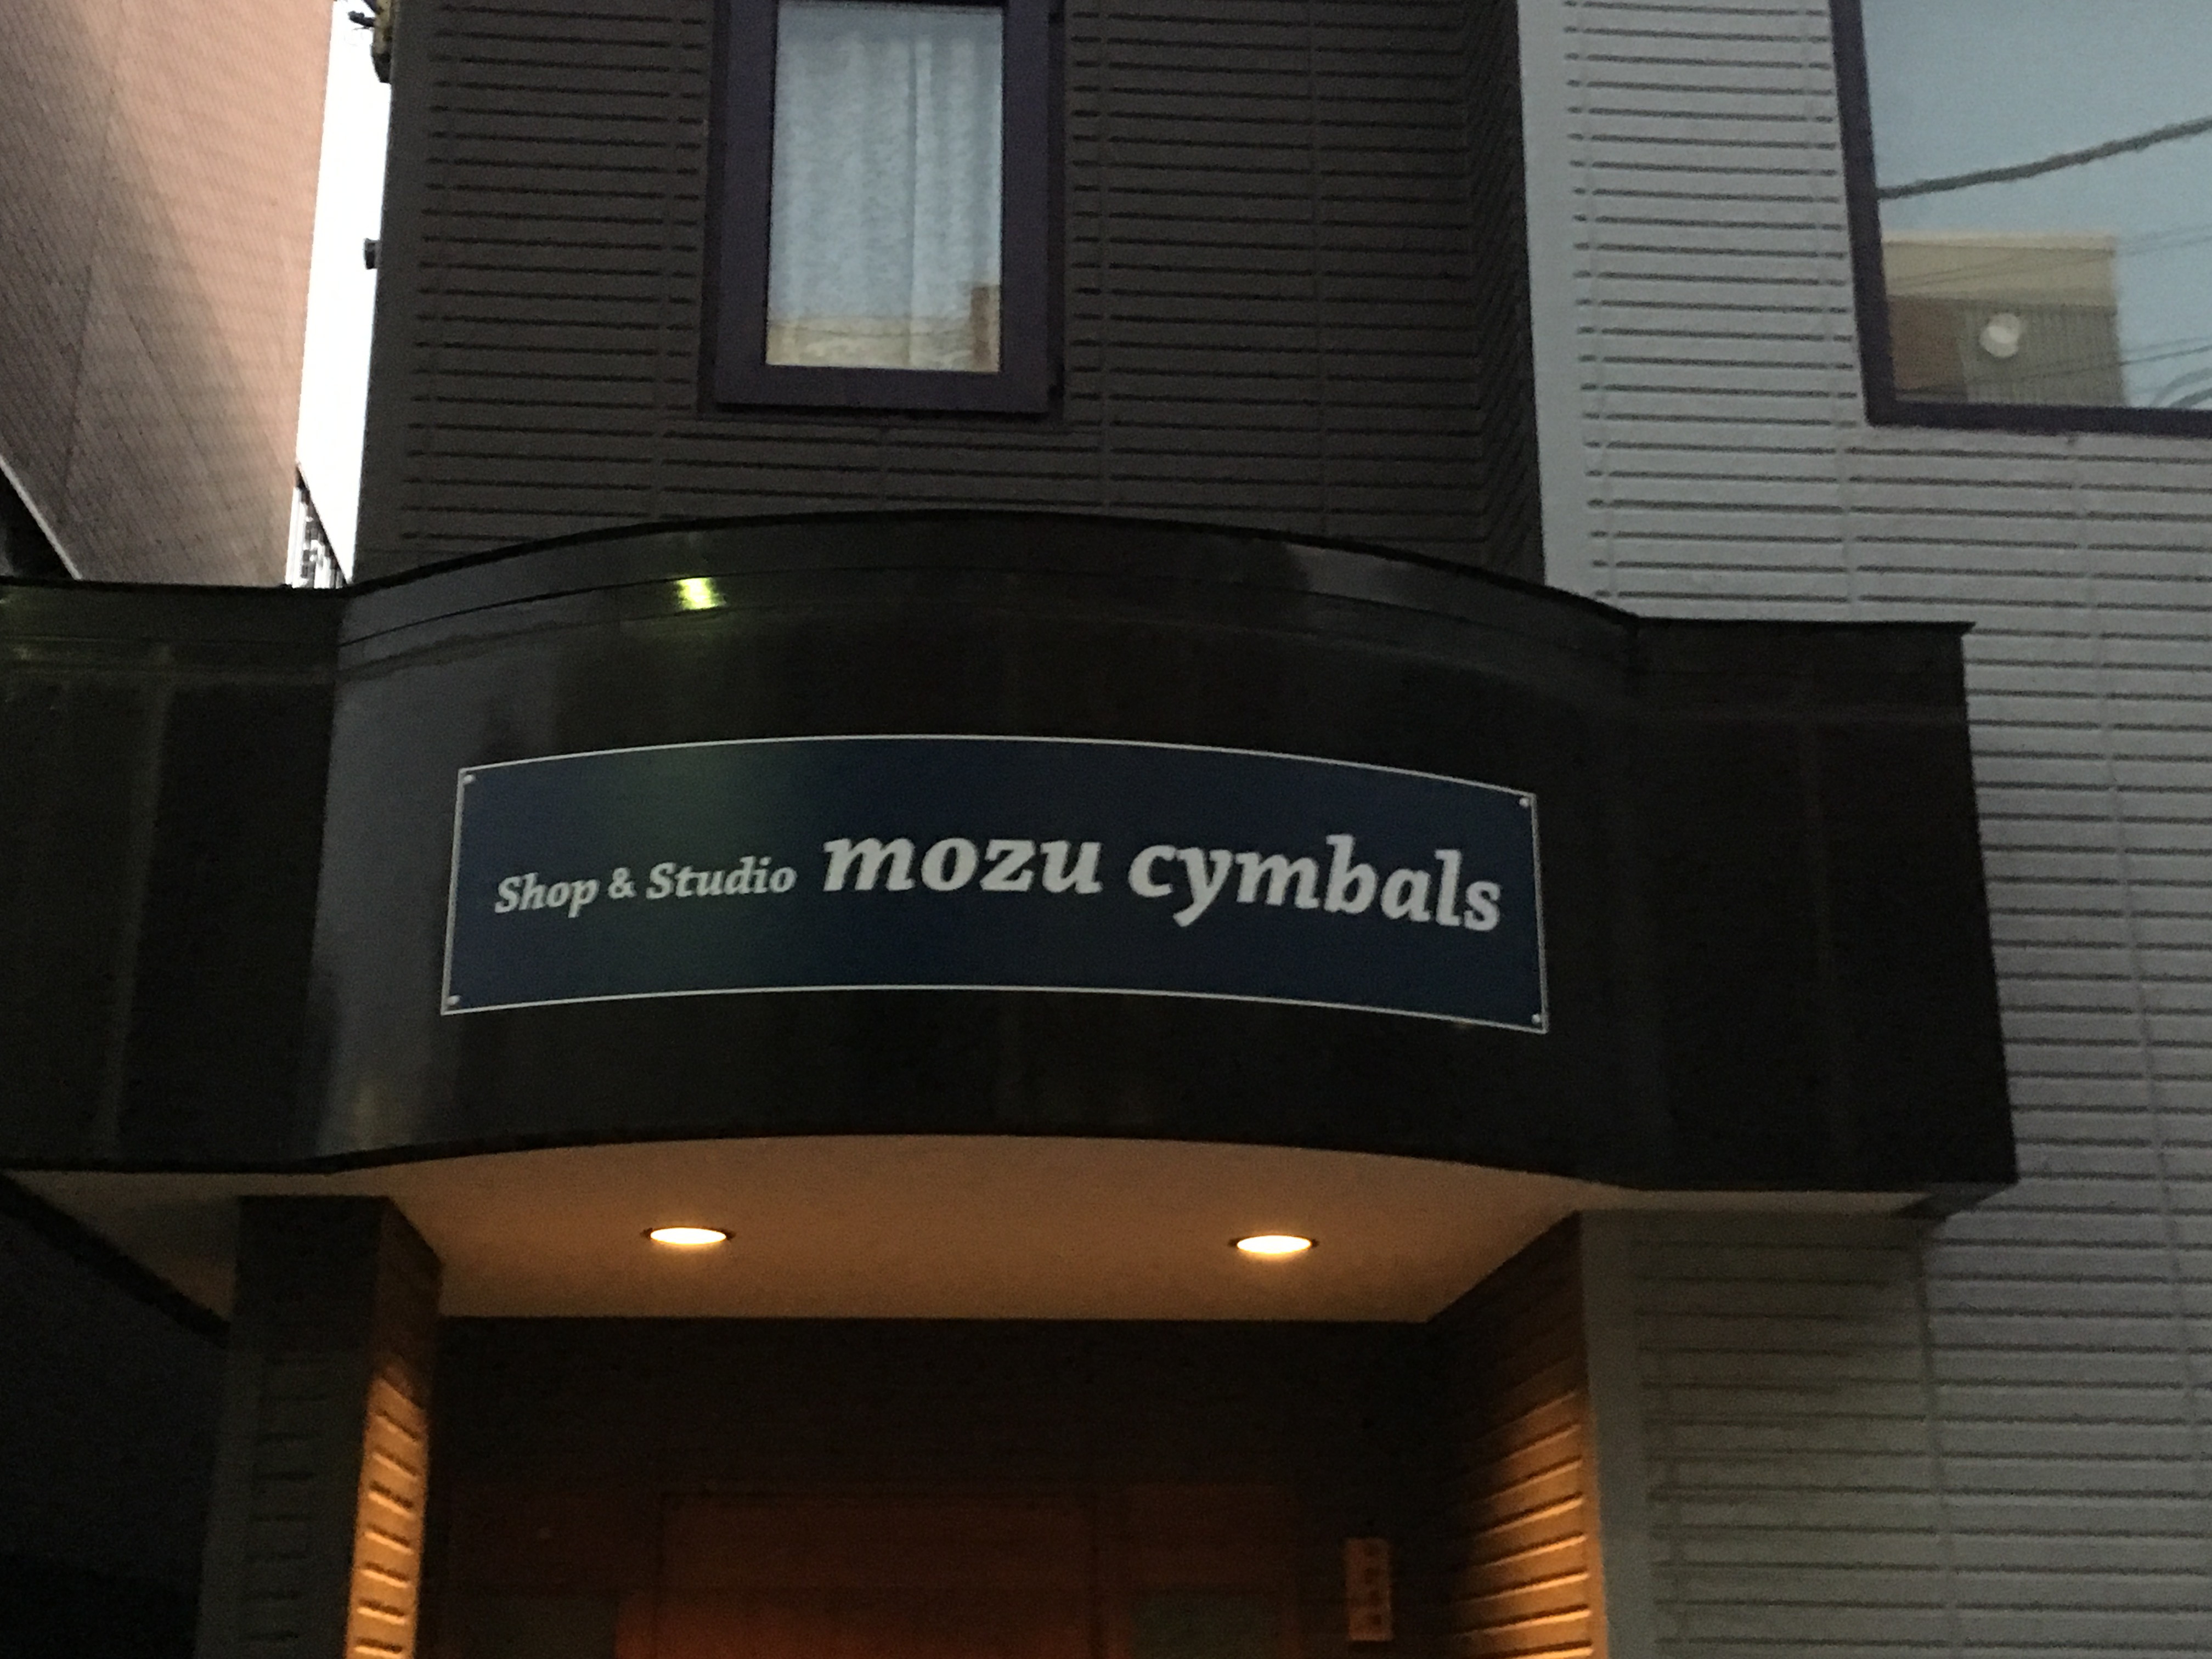 Shop & Studio mozu cymbals